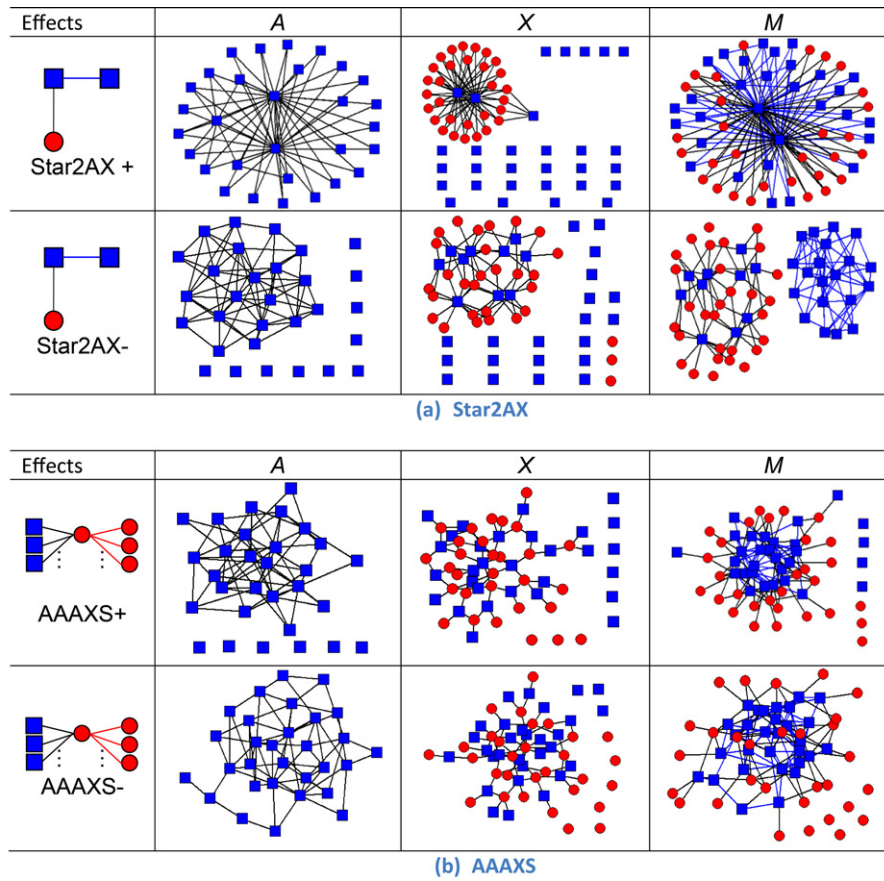 Effects A X M
Star2AX +
Star2AX-
(a) Star2AX
Effects A X M
AAAXS+
AAAXS-
(b) AAAXS